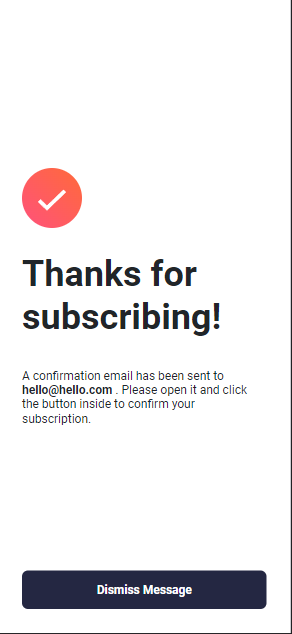 Thanks for
subscribing!
A confirmation email has been sent to
hello@hello.com . Please open it and click
the button inside to confirm your
subscription.
Dismiss Message